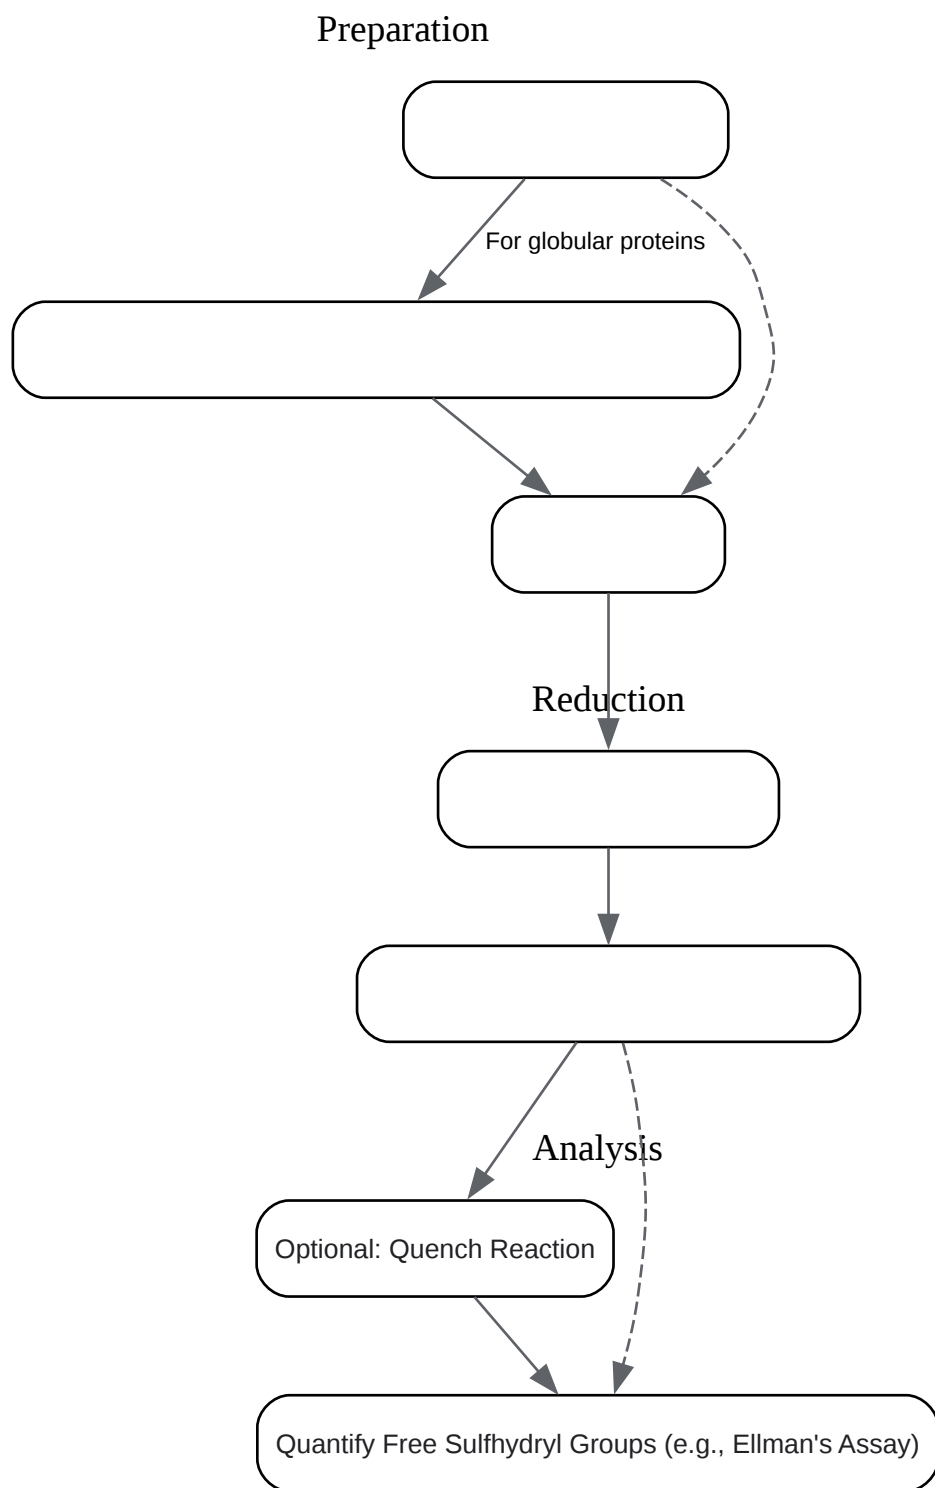 Preparation
For globular proteins
Reduction
Analysis
Optional: Quench Reaction
Quantify Free Sulfhydryl Groups (e.g., Ellman's Assay)